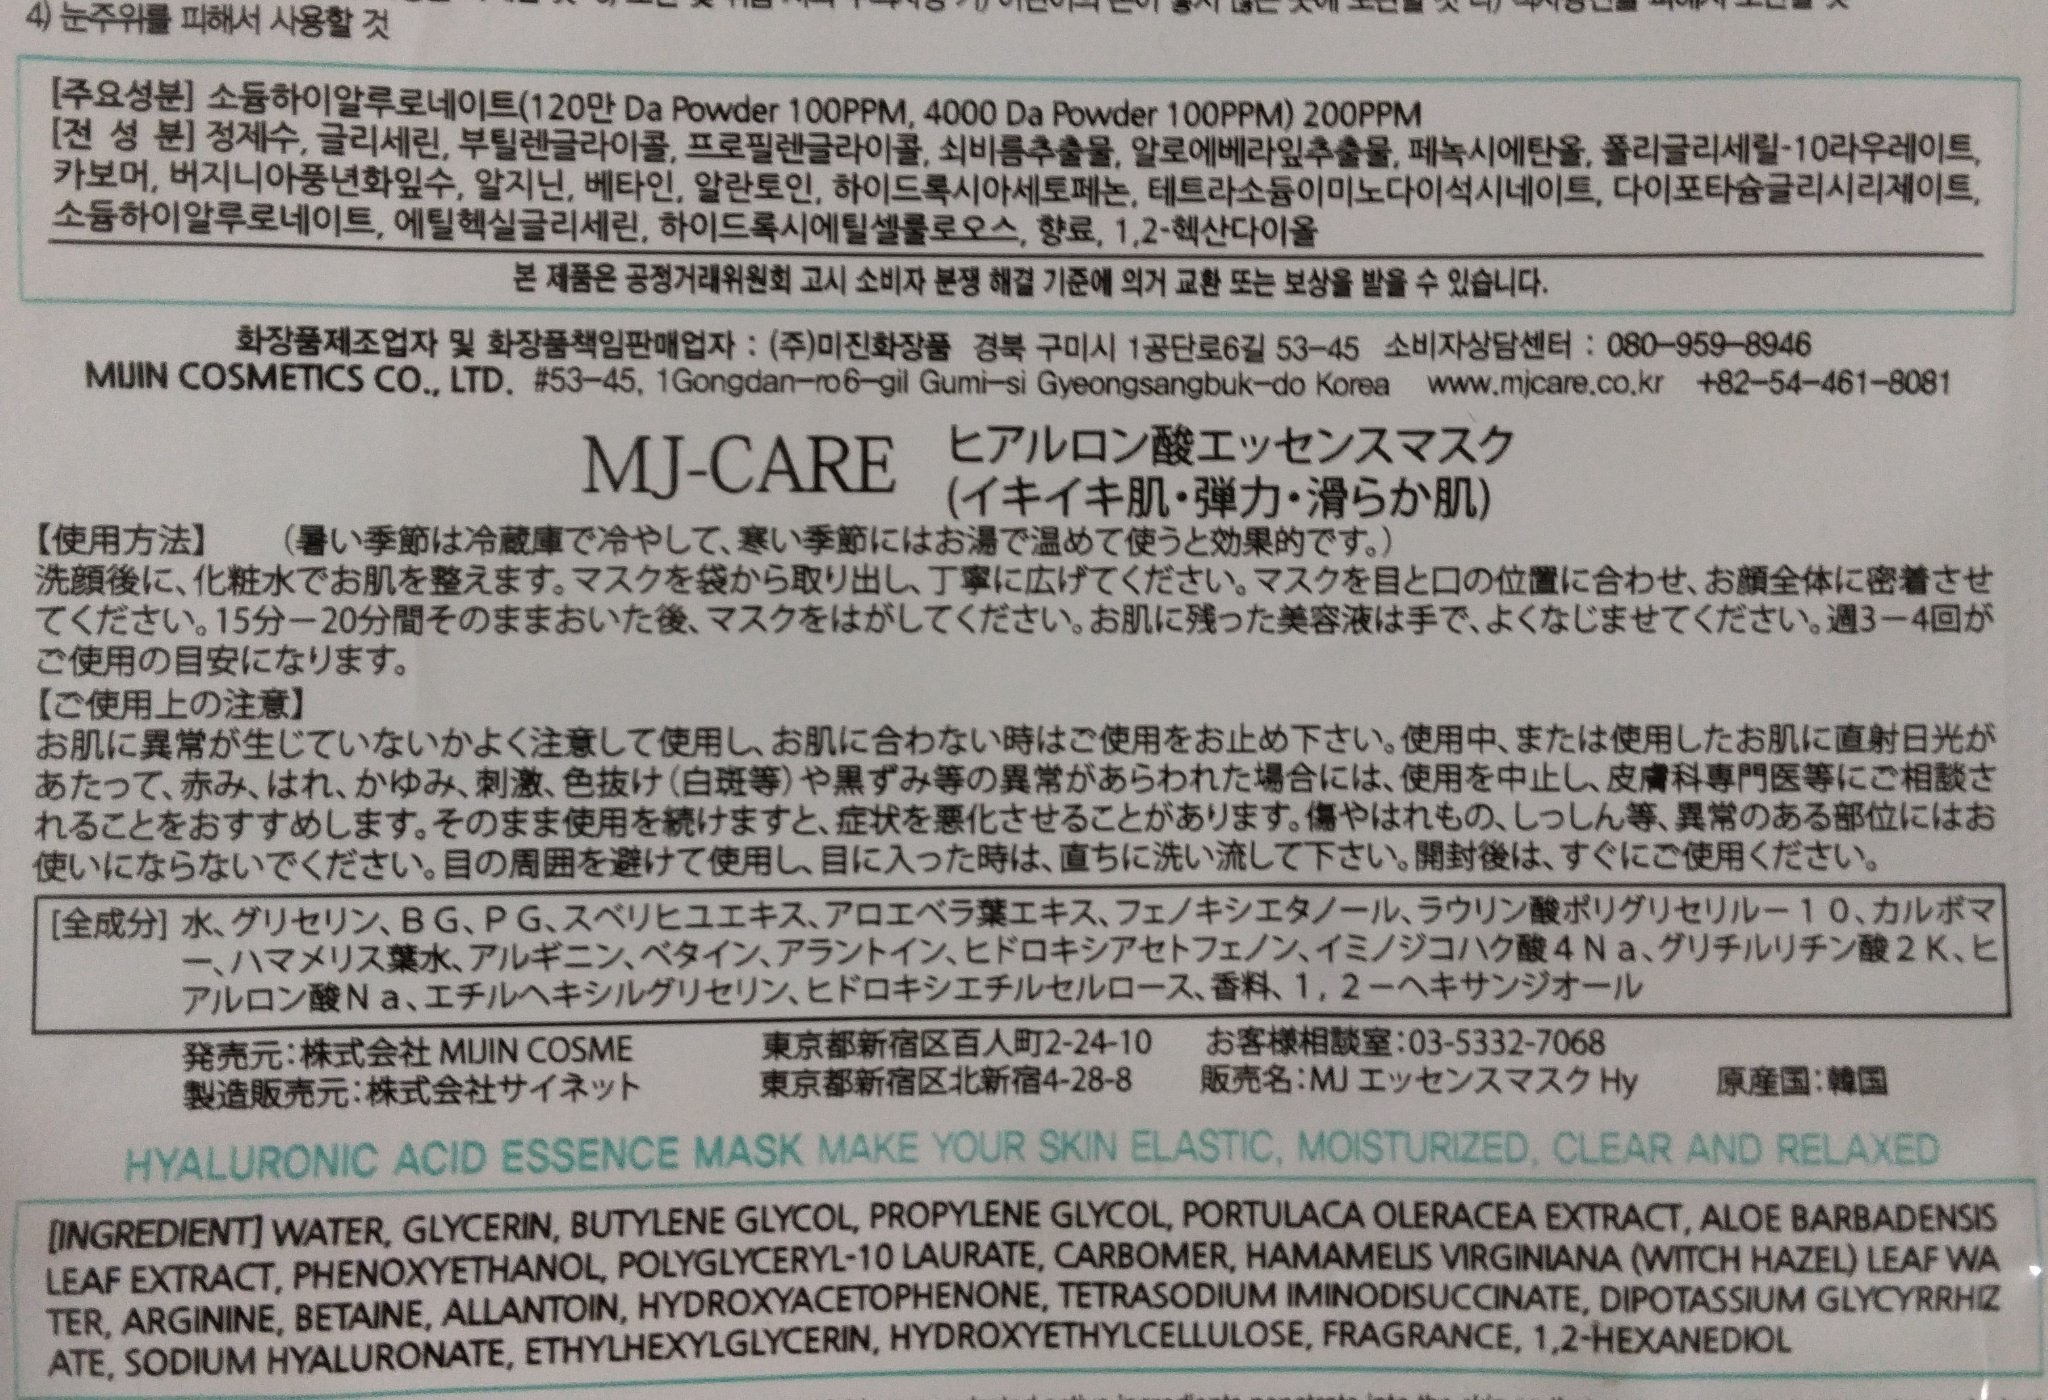 4) 눈주위를 피해서 사용할 것
[주요성분] 소듐하이알루로네이트(120만 Da Powder 100PPM, 4000 Da Powder 100PPM) 200PPM
[전 성 분] 정제수, 글리세린, 부틸렌글라이콜, 프로필렌글라이콜, 쇠비름추출물, 알로에베라잎추출물, 페녹시에탄올, 폴리글리세릴-10라우레이트,
카보머, 버지니아풍년화잎수, 알지닌, 베타인, 알란토인, 하이드록시아세토페논, 테트라소듐이미노다이석시네이트, 다이포타슘글리시리제이트,
소듐하이알루로네이트, 에틸헥실글리세린, 하이드록시에틸셀룰로오스, 향료, 1,2-헥산다이올
본 제품은 공정거래위원회 고시 소비자 분쟁 해결 기준에 의거 교환 또는 보상을 받을 수 있습니다.
화장품제조업자 및 화장품책임판매업자 : (주)미진화장품 경북 구미시 1공단로6길 53-45 소비자상담센터 : 080-959-8946
MIJIN COSMETICS CO., LTD. #53-45, 1Gongdan-ro6-gil Gumi-si Gyeongsangbuk-do Korea www.mjcare.co.kr +82-54-461-8081
MJ-CARE ヒアルロン酸エッセンスマスク
(イキイキ肌・弾力・滑らか肌)
【使用方法】 (暑い季節は冷蔵庫で冷やして、寒い季節にはお湯で温めて使うと効果的です。)
洗顔後に、化粧水でお肌を整えます。マスクを袋から取り出し、丁寧に広げてください。マスクを目と口の位置に合わせ、お顔全体に密着させ
てください。15分－20分間そのままおいた後、マスクをはがしてください。お肌に残った美容液は手で、よくなじませてください。週3－4回が
ご使用の目安になります。
【ご使用上の注意】
お肌に異常が生じていないかよく注意して使用し、お肌に合わない時はご使用をお止め下さい。使用中、または使用したお肌に直射日光が
あたって、赤み、はれ、かゆみ、刺激、色抜け（白斑等）や黒ずみ等の異常があらわれた場合には、使用を中止し、皮膚科専門医等にご相談さ
れることをおすすめします。そのまま使用を続けますと、症状を悪化させることがあります。傷やはれもの、しっしん等、異常のある部位にはお
使いにならないでください。目の周囲を避けて使用し、目に入った時は、直ちに洗い流して下さい。開封後は、すぐにご使用ください。
[全成分] 水、グリセリン、ＢＧ、ＰＧ、スベリヒユエキス、アロエベラ葉エキス、フェノキシエタノール、ラウリン酸ポリグリセリル－１０、カルボマ
ー、ハマメリス葉水、アルギニン、ベタイン、アラントイン、ヒドロキシアセトフェノン、イミノジコハク酸４Ｎａ、グリチルリチン酸２Ｋ、ヒ
アルロン酸Ｎａ、エチルヘキシルグリセリン、ヒドロキシエチルセルロース、香料、１，２－ヘキサンジオール
発売元：株式会社 MIJIN COSME 東京都新宿区百人町2-24-10 お客様相談室：03-5332-7068
製造販売元：株式会社サイネット 東京都新宿区北新宿4-28-8 販売名：MJ エッセンスマスク Hy 原産国：韓国
HYALURONIC ACID ESSENCE MASK MAKE YOUR SKIN ELASTIC, MOISTURIZED, CLEAR AND RELAXED
[INGREDIENT] WATER, GLYCERIN, BUTYLENE GLYCOL, PROPYLENE GLYCOL, PORTULACA OLERACEA EXTRACT, ALOE BARBADENSIS
LEAF EXTRACT, PHENOXYETHANOL, POLYGLYCERYL-10 LAURATE, CARBOMER, HAMAMELIS VIRGINIANA (WITCH HAZEL) LEAF WA
TER, ARGININE, BETAINE, ALLANTOIN, HYDROXYACETOPHENONE, TETRASODIUM IMINODISUCCINATE, DIPOTASSIUM GLYCYRRHIZ
ATE, SODIUM HYALURONATE, ETHYLHEXYLGLYCERIN, HYDROXYETHYLCELLULOSE, FRAGRANCE, 1,2-HEXANEDIOL